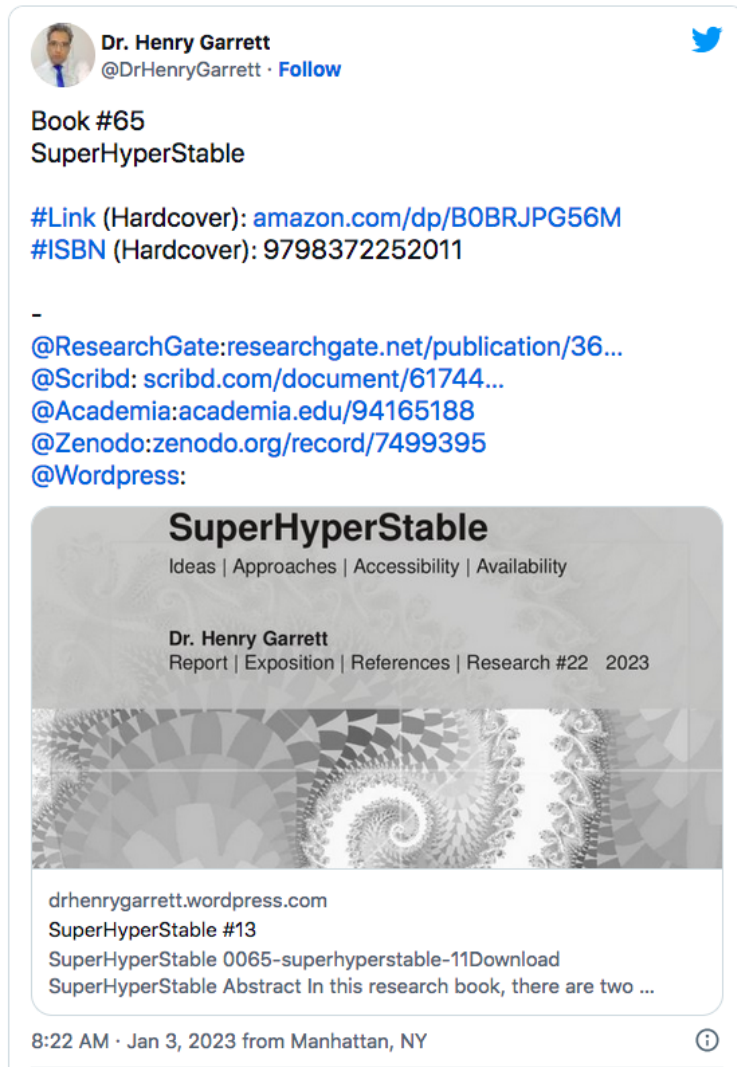 Dr. Henry Garrett
@DrHenryGarrett · Follow
Book #65
SuperHyperStable
#Link (Hardcover): amazon.com/dp/B0BRJPG56M
#ISBN (Hardcover): 9798372252011
-
@ResearchGate:researchgate.net/publication/36...
@Scribd: scribd.com/document/61744...
@Academia:academia.edu/94165188
@Zenodo:zenodo.org/record/7499395
@Wordpress:
SuperHyperStable
Ideas | Approaches | Accessibility | Availability
Dr. Henry Garrett
Report | Exposition | References | Research #22 2023
drhenrygarrett.wordpress.com
SuperHyperStable #13
SuperHyperStable 0065-superhyperstable-11Download
SuperHyperStable Abstract In this research book, there are two ...
8:22 AM · Jan 3, 2023 from Manhattan, NY